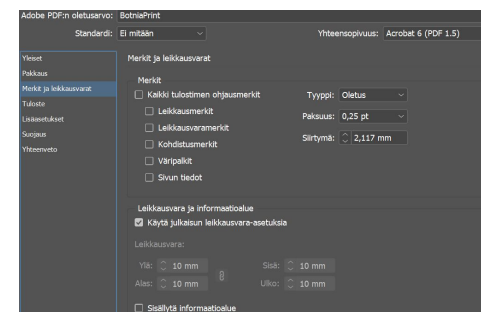 Adobe PDF:n oletusarvo: BotniaPrint
Standardi: Ei mitään Yhteensopivuus: Acrobat 6 (PDF 1.5)
Yleiset
Pakkaus
Merkit ja leikkausvarat
Tuloste
Lisäasetukset
Suojaus
Yhteenveto
Merkit ja leikkausvarat
Merkit
Kaikki tulostimen ohjausmerkit Tyyppi: Oletus
Leikkausmerkit Paksuus: 0,25 pt
Leikkausvaramerkit
Siirtymä: 2,117 mm
Kohdistusmerkit
Väripalkit
Sivun tiedot
Leikkausvara ja informaatioalue
Käytä julkaisun leikkausvara-asetuksia
Leikkausvara:
Ylä: 10 mm Sisä: 10 mm
Alas: 10 mm Ulko: 10 mm
Sisällytä informaatioalue